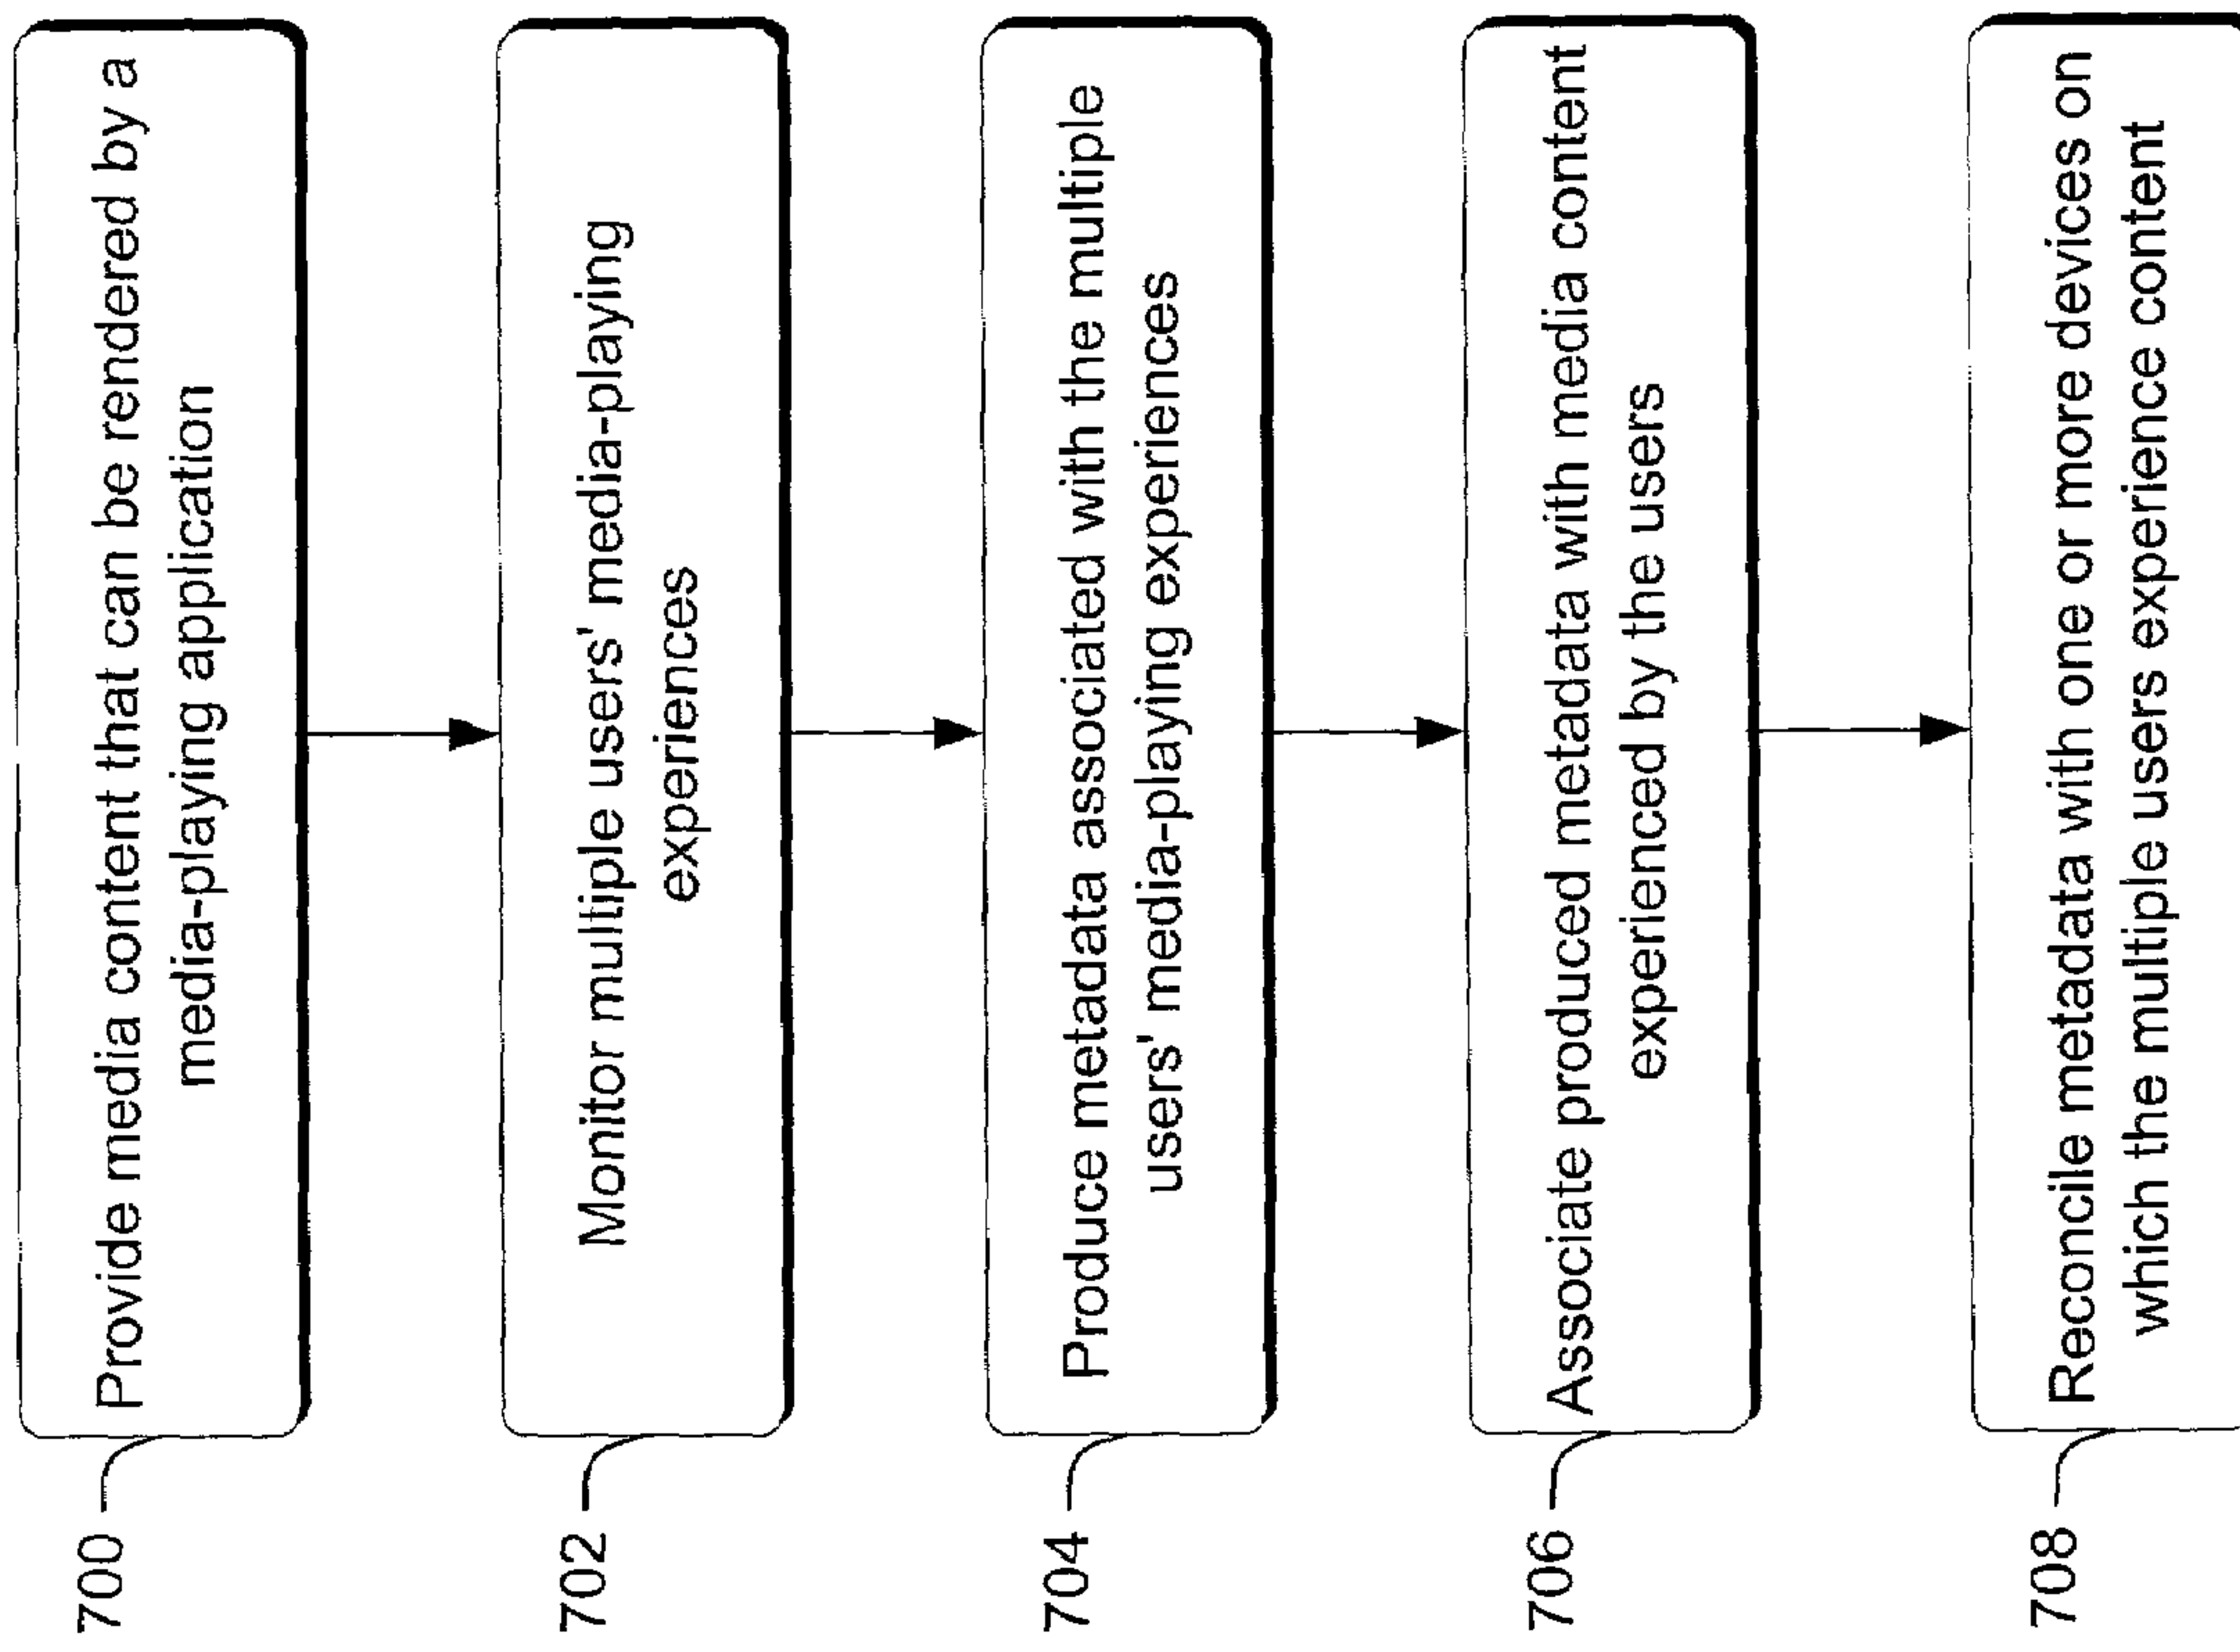 700
Provide media content that can be rendered by a
media-playing application
702
Monitor multiple users' media-playing
experiences
704
Produce metadata associated with the multiple
users' media-playing experiences
706
Associate produced metadata with media content
experienced by the users
708
Reconcile metadata with one or more devices on
which the multiple users experience content